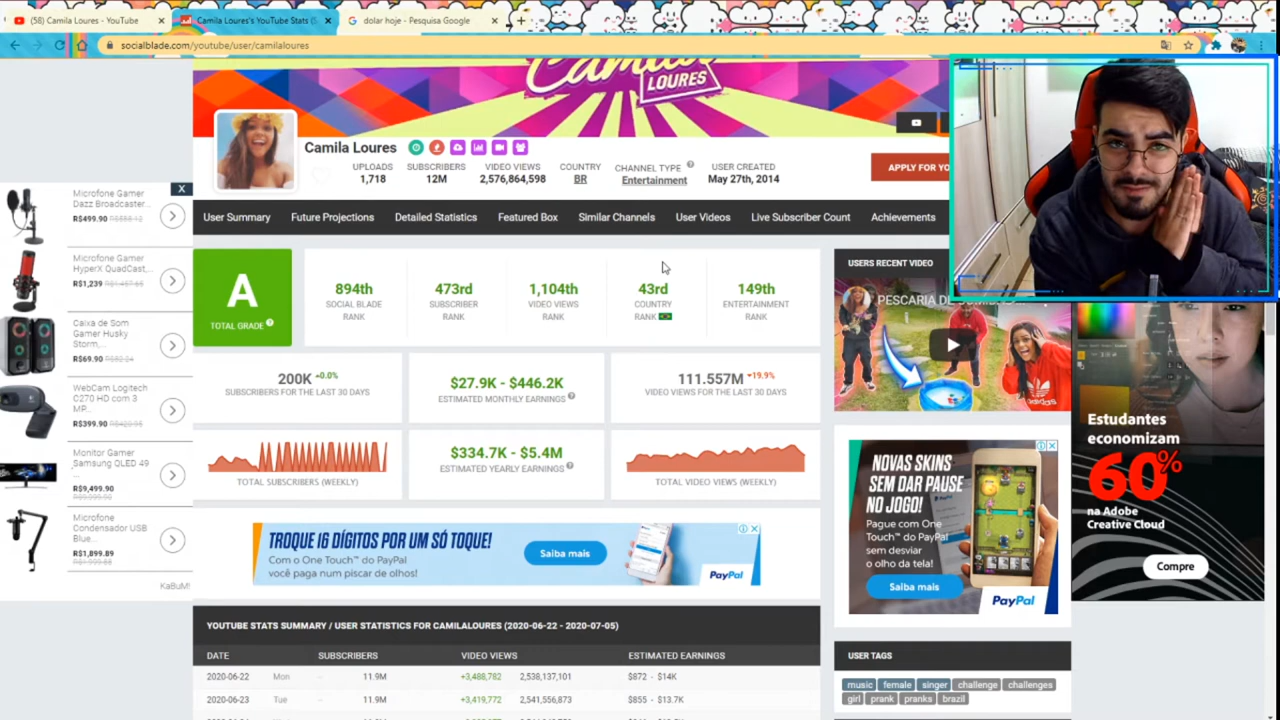 (58) Camila Loures - YouTube
Camila Loures's YouTube Stats (S
dolar hoje - Pesquisa Google
socialblade.com/youtube/user/camilaloures
Camila
LOURES
Camila Loures
UPLOADS
1,718
SUBSCRIBERS
12M
VIDEO VIEWS
2,576,864,598
COUNTRY
BR
CHANNEL TYPE
Entertainment
USER CREATED
May 27th, 2014
APPLY FOR YO
User Summary
Future Projections
Detailed Statistics
Featured Box
Similar Channels
User Videos
Live Subscriber Count
Achievements
X
Microfone Gamer
Dazz Broadcaster...
R$499.90
Microfone Gamer
HyperX QuadCast,...
R$1,239
Caixa de Som
Gamer Husky
Storm,...
R$69.90
WebCam Logitech
C270 HD com 3
MP...
R$399.90
Monitor Gamer
Samsung QLED 49
...
R$9,499.90
Microfone
Condensador USB
Blue...
R$1,899.89
KaBuM!
A
TOTAL GRADE
894th
SOCIAL BLADE
RANK
473rd
SUBSCRIBER
RANK
1,104th
VIDEO VIEWS
RANK
43rd
COUNTRY
RANK
149th
ENTERTAINMENT
RANK
200K +0.0%
SUBSCRIBERS FOR THE LAST 30 DAYS
$27.9K - $446.2K
ESTIMATED MONTHLY EARNINGS
111.557M +19.9%
VIDEO VIEWS FOR THE LAST 30 DAYS
TOTAL SUBSCRIBERS (WEEKLY)
$334.7K - $5.4M
ESTIMATED YEARLY EARNINGS
TOTAL VIDEO VIEWS (WEEKLY)
TROQUE 16 DÍGITOS POR UM SÓ TOQUE!
Com o One Touch™ do PayPal
você paga num piscar de olhos!
Saiba mais
PayPal
YOUTUBE STATS SUMMARY / USER STATISTICS FOR CAMILALOURES (2020-06-22 - 2020-07-05)
DATE
SUBSCRIBERS
VIDEO VIEWS
ESTIMATED EARNINGS
2020-06-22 Mon -- 11.9M +3,488,782 2,538,137,101 $872 - $14K
2020-06-23 Tue -- 11.9M +3,419,772 2,541,556,873 $855 - $13.7K
USERS RECENT VIDEO
NOVAS SKINS
SEM DAR PAUSE
NO JOGO!
Pague com One
Touch™ do PayPal
sem desviar
o olho da tela!
Saiba mais
PayPal
USER TAGS
music female singer challenge challenges
girl prank pranks brazil
Estudantes
economizam
60%
na Adobe
Creative Cloud
Compre